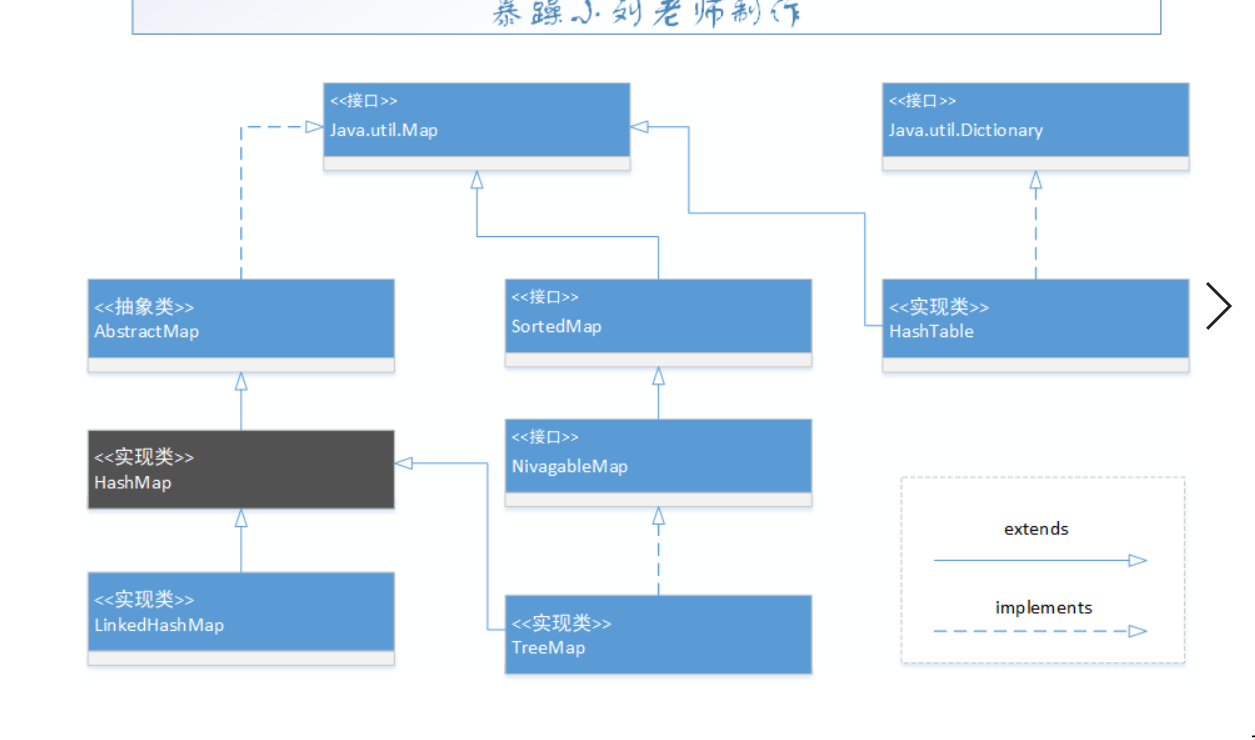 暴躁小刘老师制作
<<接口>>
Java.util.Map
<<接口>>
Java.util.Dictionary
<<抽象类>>
AbstractMap
<<接口>>
SortedMap
<<实现类>>
HashTable
<<实现类>>
HashMap
<<接口>>
NivagableMap
<<实现类>>
LinkedHashMap
<<实现类>>
TreeMap
extends
implements